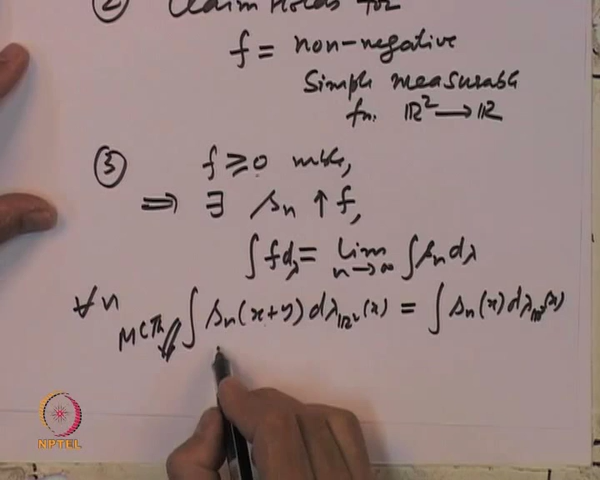 ② Claim holds for
f = non-negative
Simple measurable
fn. ℝ² → ℝ
③ f ≥ 0 mble,
⟹ ∃ sₙ ↑ f,
∫ f dλ = lim_{n→∞} ∫ sₙ dλ
∀ n ∫ sₙ(x+y) dλ_{ℝ²}(x) = ∫ sₙ(x) dλ_{ℝ²}(x)
MCTh ⇓
NPTEL